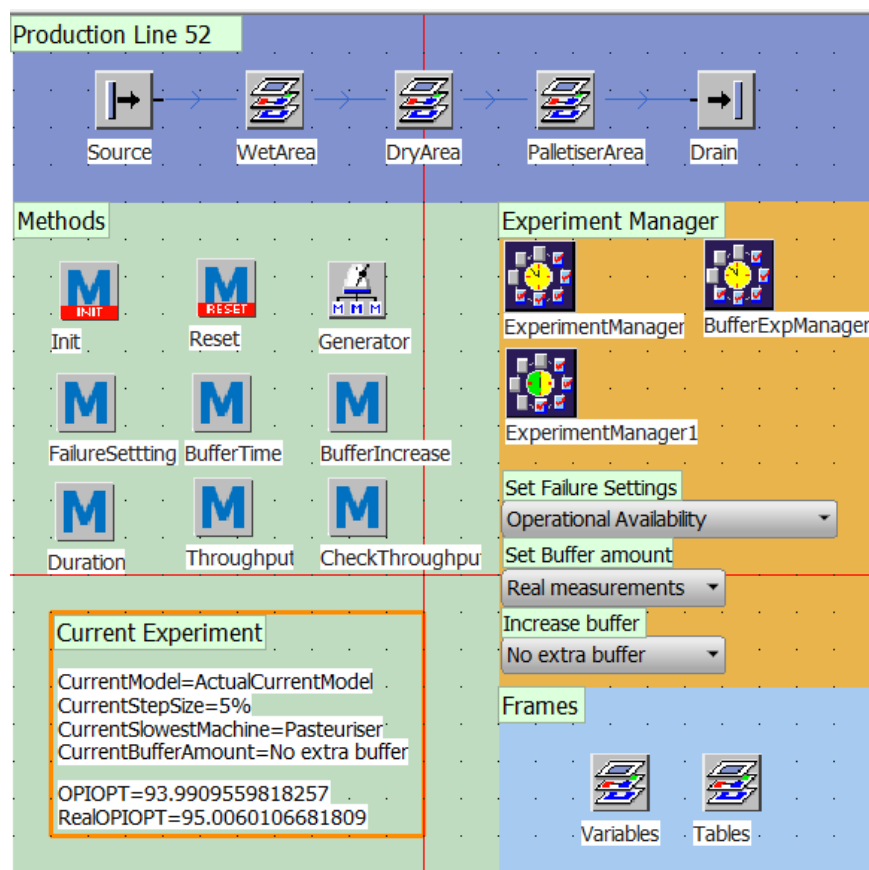 Production Line 52
Source WetArea DryArea PalletiserArea Drain
Methods
M INIT
M RESET
M M M
Init Reset Generator
M M M
FailureSettting BufferTime BufferIncrease
M M M
Duration Throughput CheckThroughpu
Current Experiment
CurrentModel=ActualCurrentModel
CurrentStepSize=5%
CurrentSlowestMachine=Pasteuriser
CurrentBufferAmount=No extra buffer
OPIOPT=93.9909559818257
RealOPIOPT=95.0060106681809
Experiment Manager
ExperimentManager BufferExpManager
ExperimentManager1
Set Failure Settings
Operational Availability
Set Buffer amount
Real measurements
Increase buffer
No extra buffer
Frames
Variables Tables